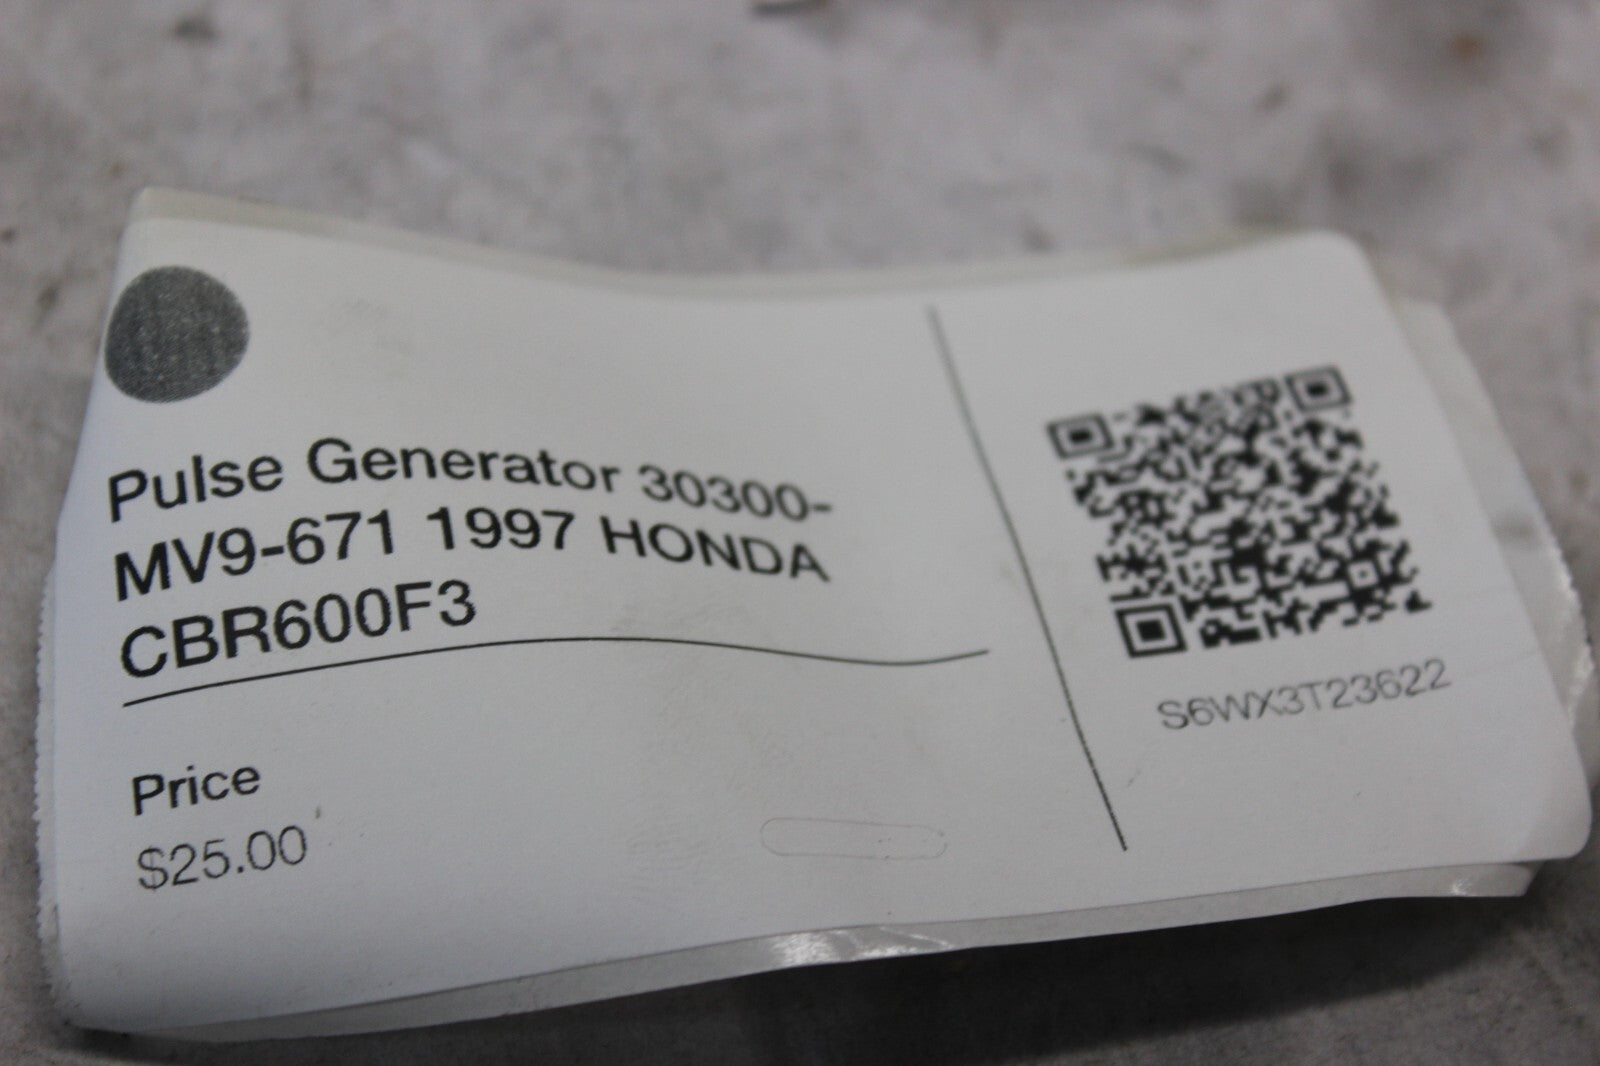 Pulse Generator 30300-
MV9-671 1997 HONDA
CBR600F3
Price
$25.00
S6WX3T23622